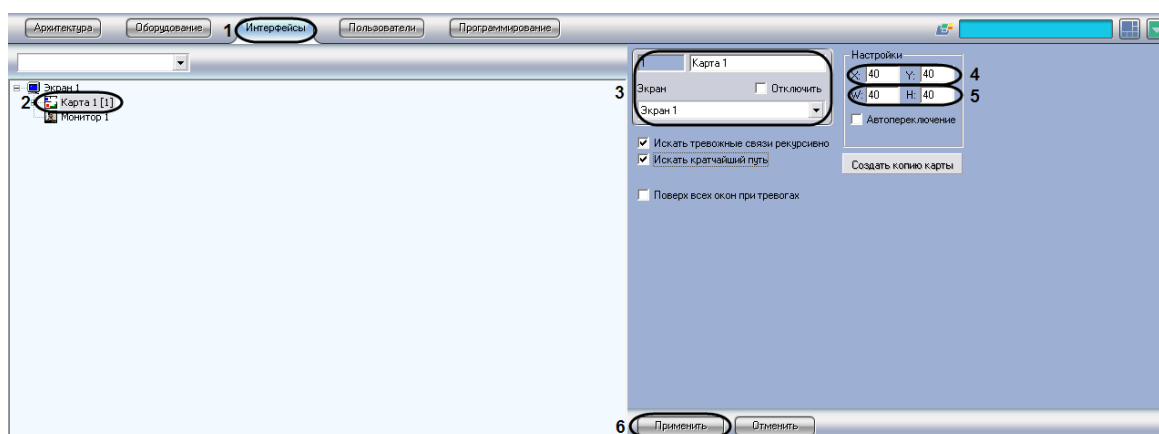 Архитектура Оборудование 1 Интерфейсы Пользователи Программирование
Экран 1
2 Карта 1 [1]
Монитор 1
1 Карта 1
3 Экран Отключить
Экран 1
Искать тревожные связи рекурсивно
Искать кратчайший путь
Поверх всех окон при тревогах
Настройки
X: 40 Y: 40 4
W: 40 H: 40 5
Автопереключение
Создать копию карты
6 Применить Отменить